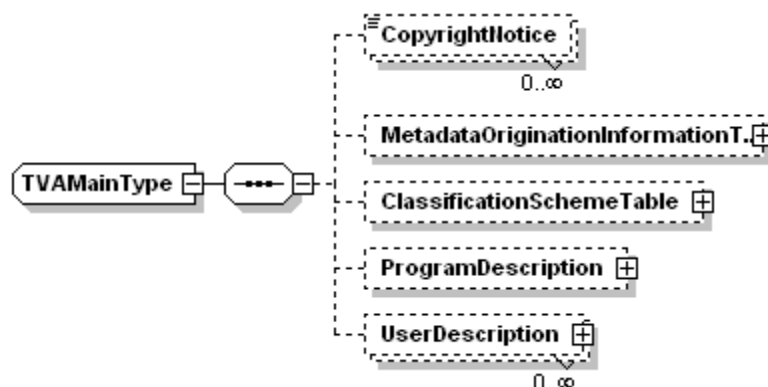 CopyrightNotice
0..∞
MetadataOriginationInformationT..
TVAMainType
ClassificationSchemeTable
ProgramDescription
UserDescription
0..∞